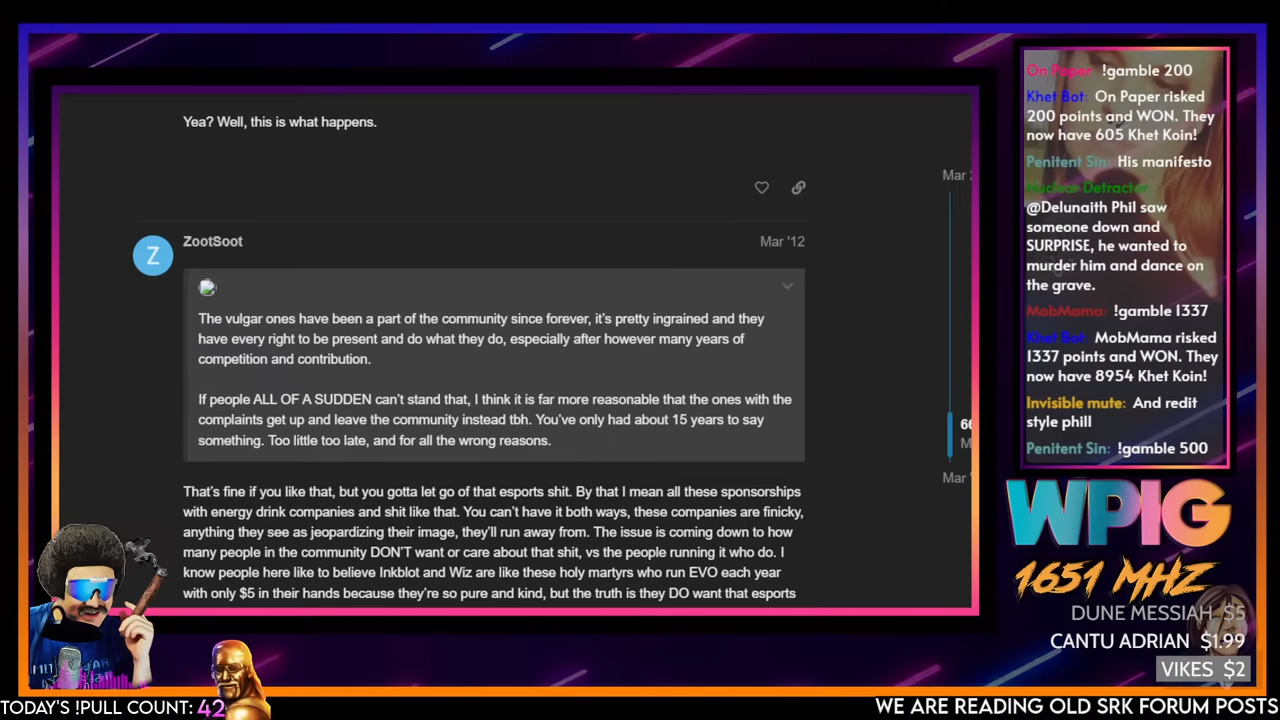 Yea? Well, this is what happens.
Mar 2
Z
ZootSoot
Mar '12
The vulgar ones have been a part of the community since forever, it's pretty ingrained and they
have every right to be present and do what they do, especially after however many years of
competition and contribution.
If people ALL OF A SUDDEN can't stand that, I think it is far more reasonable that the ones with the
complaints get up and leave the community instead tbh. You've only had about 15 years to say
something. Too little too late, and for all the wrong reasons.
66
M
Mar '
That's fine if you like that, but you gotta let go of that esports shit. By that I mean all these sponsorships
with energy drink companies and shit like that. You can't have it both ways, these companies are finicky,
anything they see as jeopardizing their image, they'll run away from. The issue is coming down to how
many people in the community DON'T want or care about that shit, vs the people running it who do. I
know people here like to believe Inkblot and Wiz are like these holy martyrs who run EVO each year
with only $5 in their hands because they're so pure and kind, but the truth is they DO want that esports
On Paper: !gamble 200
Khet Bot: On Paper risked
200 points and WON. They
now have 605 Khet Koin!
Penitent Sin: His manifesto
Nuclear Detractor:
@Delunaith Phil saw
someone down and
SURPRISE, he wanted to
murder him and dance on
the grave.
MobMama: !gamble 1337
Khet Bot: MobMama risked
1337 points and WON. They
now have 8954 Khet Koin!
Invisible mute: And redit
style phill
Penitent Sin: !gamble 500
WPIG
1651 MHZ
DUNE MESSIAH $5
CANTU ADRIAN $1.99
VIKES $2
TODAY'S !PULL COUNT: 42
WE ARE READING OLD SRK FORUM POSTS